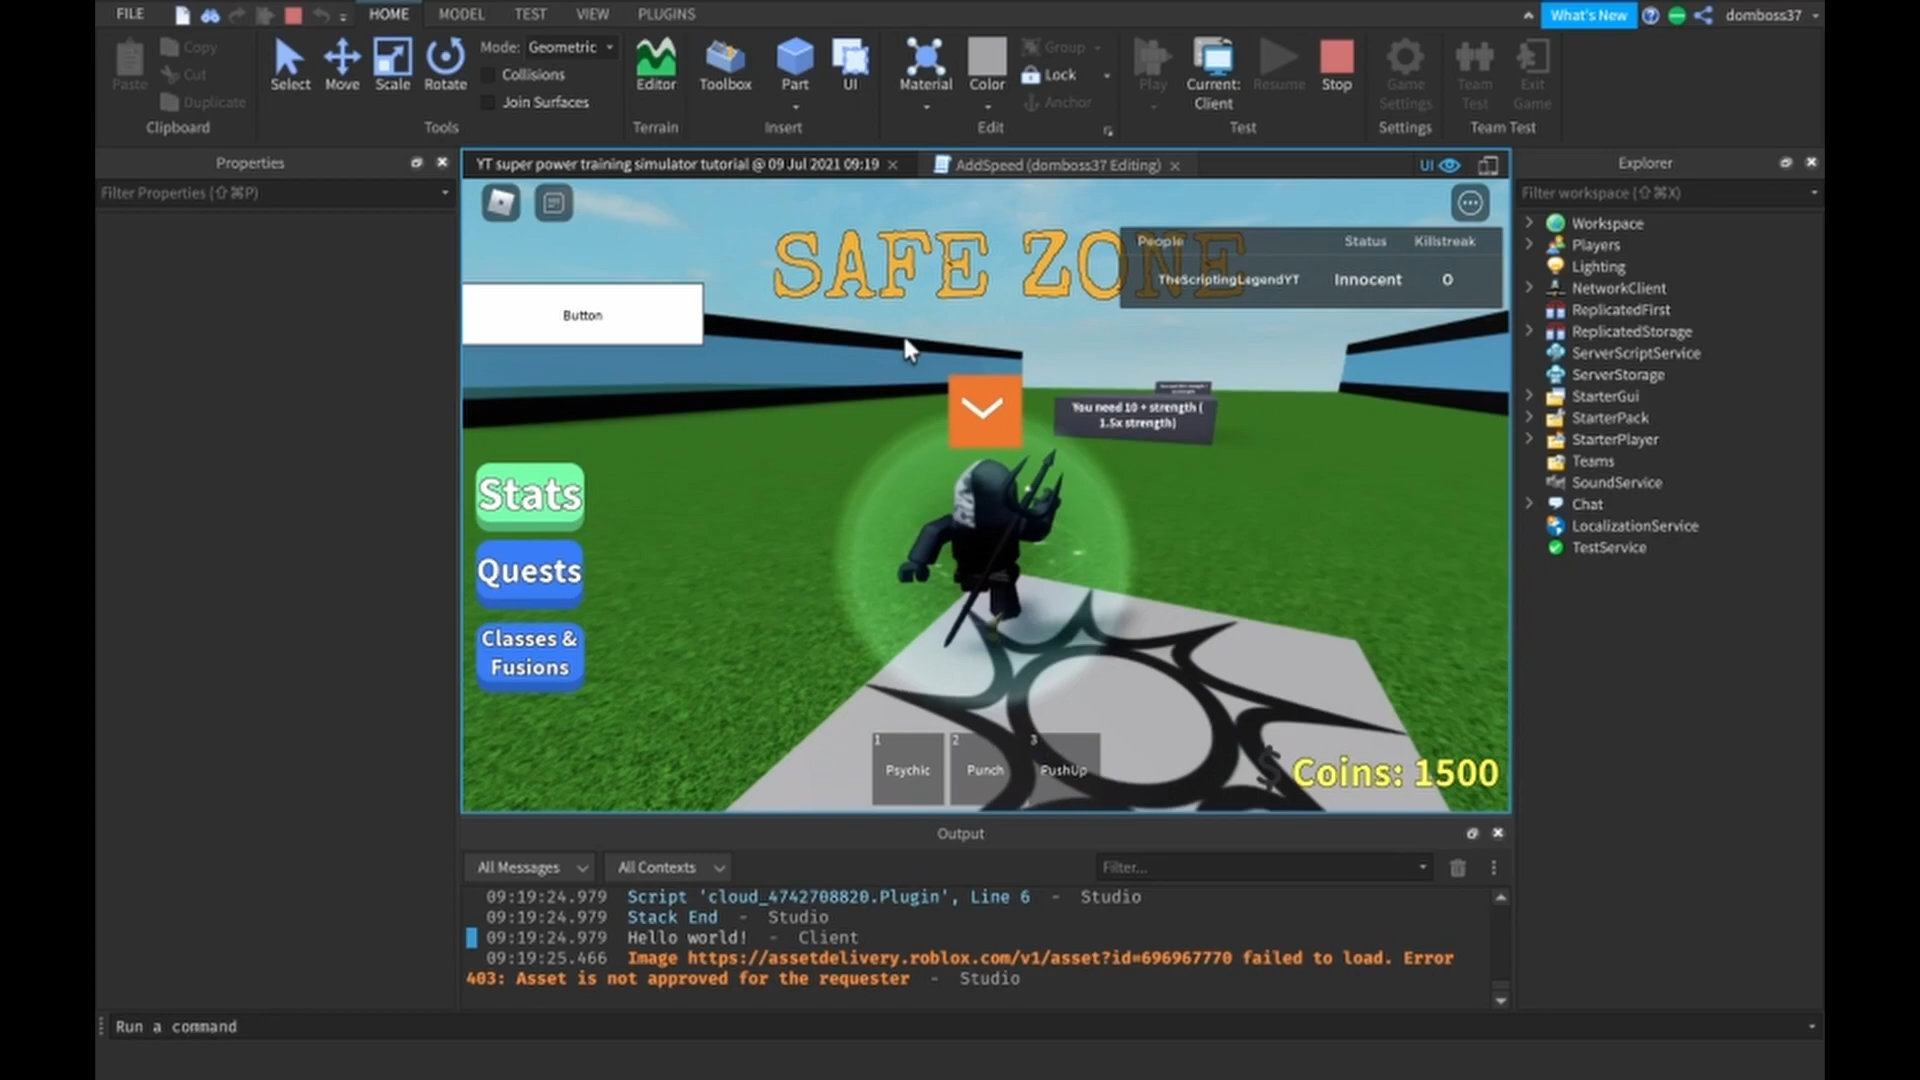 FILE
HOME
MODEL
TEST
VIEW
PLUGINS
What's New
domboss37
Paste
Copy
Cut
Duplicate
Clipboard
Select
Move
Scale
Rotate
Mode: Geometric
Collisions
Join Surfaces
Tools
Editor
Terrain
Toolbox
Part
UI
Insert
Material
Color
Group
Lock
Anchor
Edit
Play
Current:
Client
Resume
Stop
Test
Game
Settings
Settings
Team
Test
Exit
Game
Team Test
Properties
Filter Properties (⇧⌘P)
YT super power training simulator tutorial @ 09 Jul 2021 09:19
AddSpeed (domboss37 Editing)
UI
Explorer
Filter workspace (⇧⌘X)
Workspace
Players
Lighting
NetworkClient
ReplicatedFirst
ReplicatedStorage
ServerScriptService
ServerStorage
StarterGui
StarterPack
StarterPlayer
Teams
SoundService
Chat
LocalizationService
TestService
SAFE ZONE
People Status Killstreak
TheScriptingLegendYT Innocent 0
Button
You need 10 + strength (
1.5x strength)
Stats
Quests
Classes &
Fusions
1 Psychic
2 Punch
3 PushUp
$ Coins: 1500
Output
All Messages
All Contexts
Filter...
09:19:24.979 Script 'cloud_4742708820.Plugin', Line 6 - Studio
09:19:24.979 Stack End - Studio
09:19:24.979 Hello world! - Client
09:19:25.466 Image https://assetdelivery.roblox.com/v1/asset?id=696967770 failed to load. Error
403: Asset is not approved for the requester - Studio
Run a command